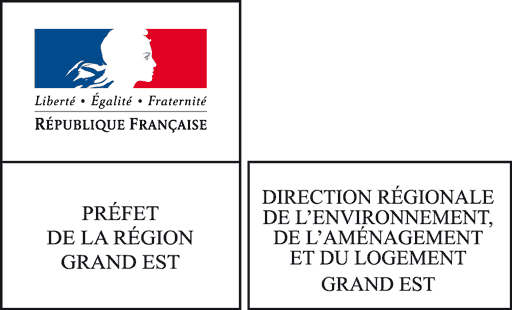 Liberté • Égalité • Fraternité
RÉPUBLIQUE FRANÇAISE
PRÉFET
DE LA RÉGION
GRAND EST
DIRECTION RÉGIONALE
DE L'ENVIRONNEMENT,
DE L'AMÉNAGEMENT
ET DU LOGEMENT
GRAND EST